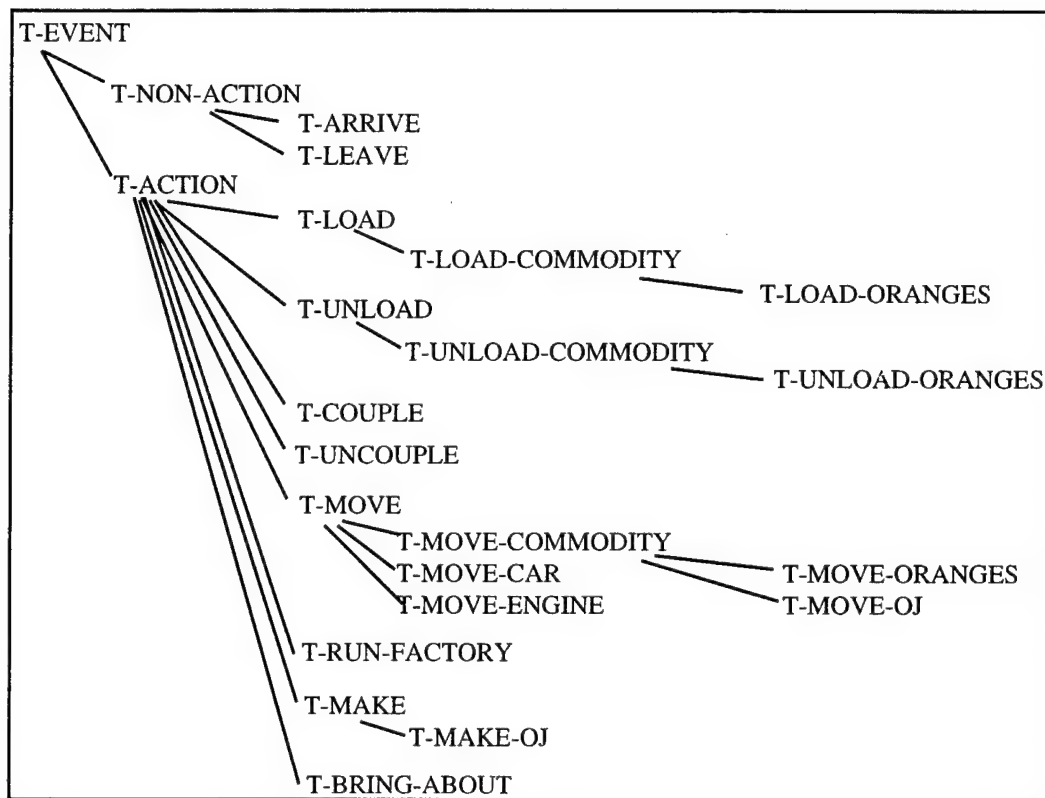 T-EVENT
T-NON-ACTION
T-ARRIVE
T-LEAVE
T-ACTION
T-LOAD
T-LOAD-COMMODITY
T-LOAD-ORANGES
T-UNLOAD
T-UNLOAD-COMMODITY
T-UNLOAD-ORANGES
T-COUPLE
T-UNCOUPLE
T-MOVE
T-MOVE-COMMODITY
T-MOVE-ORANGES
T-MOVE-CAR
T-MOVE-OJ
T-MOVE-ENGINE
T-RUN-FACTORY
T-MAKE
T-MAKE-OJ
T-BRING-ABOUT